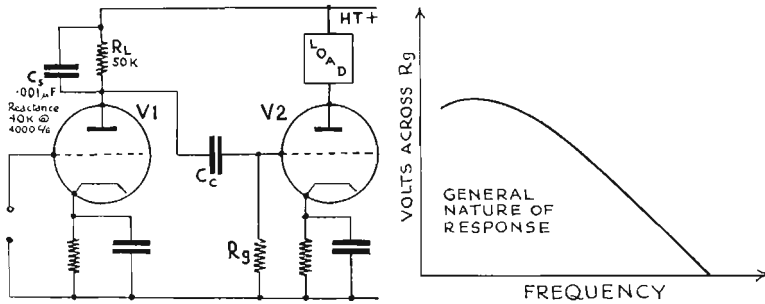 HT+
RL
50K
LOAD
Cs
.001μF
Reactance
40K @
4000 c/s
V1
V2
Cc
Rg
VOLTS ACROSS Rg
GENERAL
NATURE OF
RESPONSE
FREQUENCY